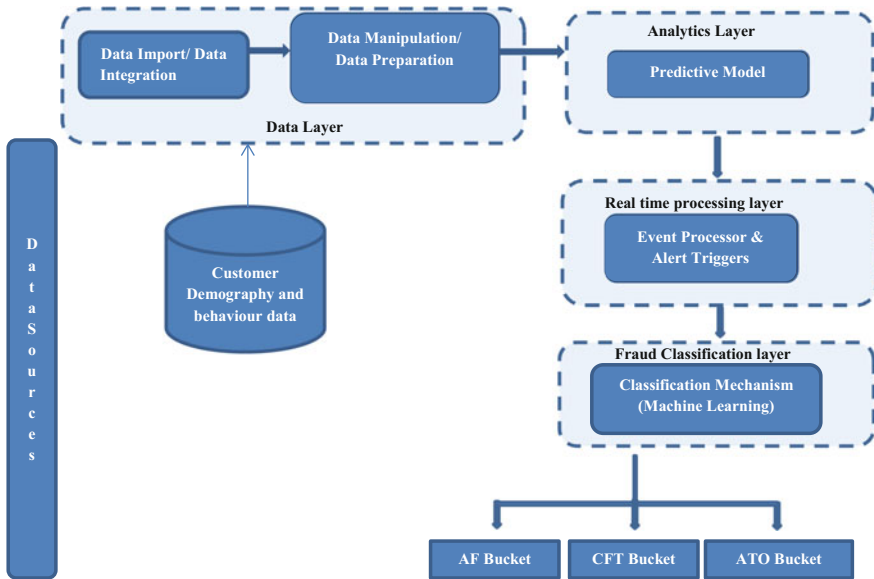 Data Import/ Data
Integration
Data Manipulation/
Data Preparation
Data Layer
Analytics Layer
Predictive Model
Real time processing layer
Event Processor &
Alert Triggers
Data Sources
Customer
Demography and
behaviour data
Fraud Classification layer
Classification Mechanism
(Machine Learning)
AF Bucket
CFT Bucket
ATO Bucket